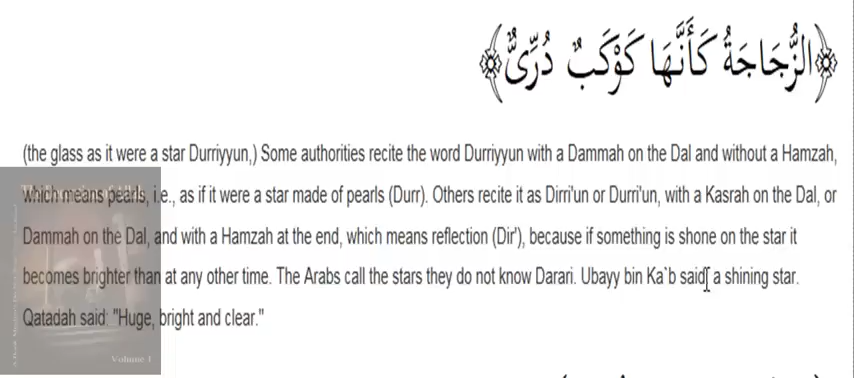 ﴿الزُّجَاجَةُ كَأَنَّهَا كَوْكَبٌ دُرِّىٌّ﴾
(the glass as it were a star Durriyyun,) Some authorities recite the word Durriyyun with a Dammah on the Dal and without a Hamzah,
which means pearls, i.e., as if it were a star made of pearls (Durr). Others recite it as Dirri'un or Durri'un, with a Kasrah on the Dal, or
Dammah on the Dal, and with a Hamzah at the end, which means reflection (Dir'), because if something is shone on the star it
becomes brighter than at any other time. The Arabs call the stars they do not know Darari. Ubayy bin Ka`b said: a shining star.
Qatadah said: "Huge, bright and clear."
Volume 1